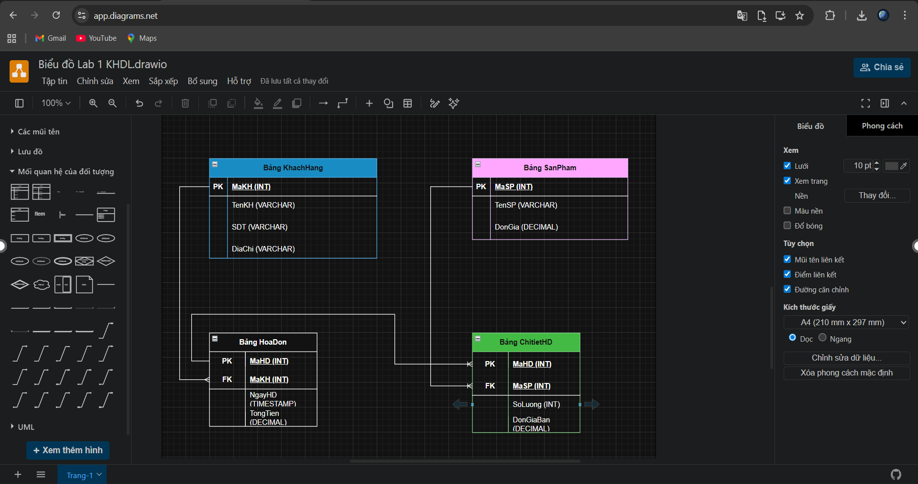 app.diagrams.net
Gmail
YouTube
Maps
Biểu đồ Lab 1 KHDL.drawio
Tập tin
Chỉnh sửa
Xem
Sắp xếp
Bổ sung
Hỗ trợ
Đã lưu tất cả thay đổi
Chia sẻ
100%
Các mũi tên
Lưu đồ
Mối quan hệ của đối tượng
UML
+ Xem thêm hình
Bảng KhachHang
PK
MaKH (INT)
TenKH (VARCHAR)
SDT (VARCHAR)
DiaChi (VARCHAR)
Bảng SanPham
PK
MaSP (INT)
TenSP (VARCHAR)
DonGia (DECIMAL)
Bảng HoaDon
PK
MaHD (INT)
FK
MaKH (INT)
NgayHD
(TIMESTAMP)
TongTien
(DECIMAL)
Bảng ChitietHD
PK
MaHD (INT)
FK
MaSP (INT)
SoLuong (INT)
DonGiaBan
(DECIMAL)
Biểu đồ
Phong cách
Xem
Lưới
10 pt
Xem trang
Nền
Thay đổi...
Màu nền
Đổ bóng
Tùy chọn
Mũi tên liên kết
Điểm liên kết
Đường căn chỉnh
Kích thước giấy
A4 (210 mm x 297 mm)
Dọc
Ngang
Chỉnh sửa dữ liệu...
Xóa phong cách mặc định
Trang-1